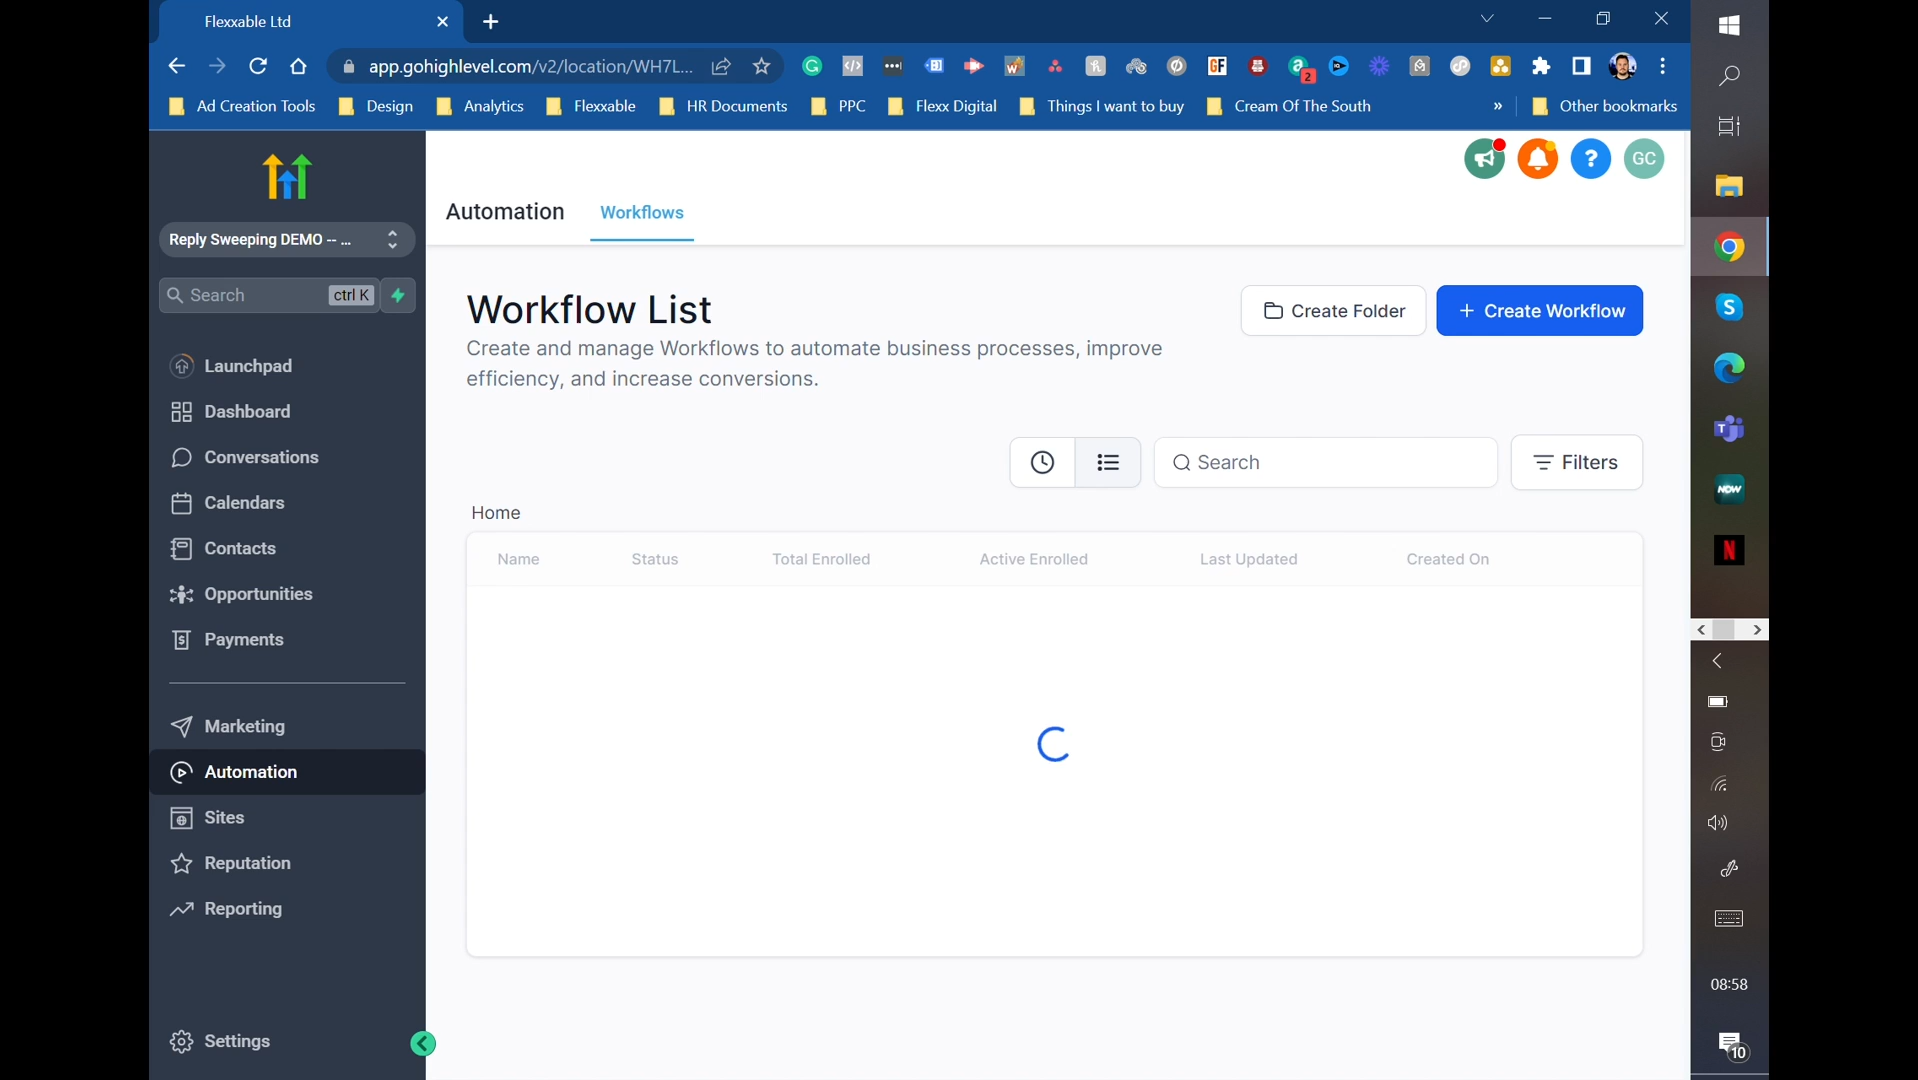 Flexxable Ltd
app.gohighlevel.com/v2/location/WH7L...
2
Ad Creation Tools
Design
Analytics
Flexxable
HR Documents
PPC
Flexx Digital
Things I want to buy
Cream Of The South
»
Other bookmarks
Reply Sweeping DEMO -- ...
Search
ctrl K
Launchpad
Dashboard
Conversations
Calendars
Contacts
Opportunities
Payments
Marketing
Automation
Sites
Reputation
Reporting
Settings
?
GC
Automation
Workflows
Workflow List
Create and manage Workflows to automate business processes, improve
efficiency, and increase conversions.
Create Folder
+ Create Workflow
Search
Filters
Home
Name
Status
Total Enrolled
Active Enrolled
Last Updated
Created On
NOW
08:58
10